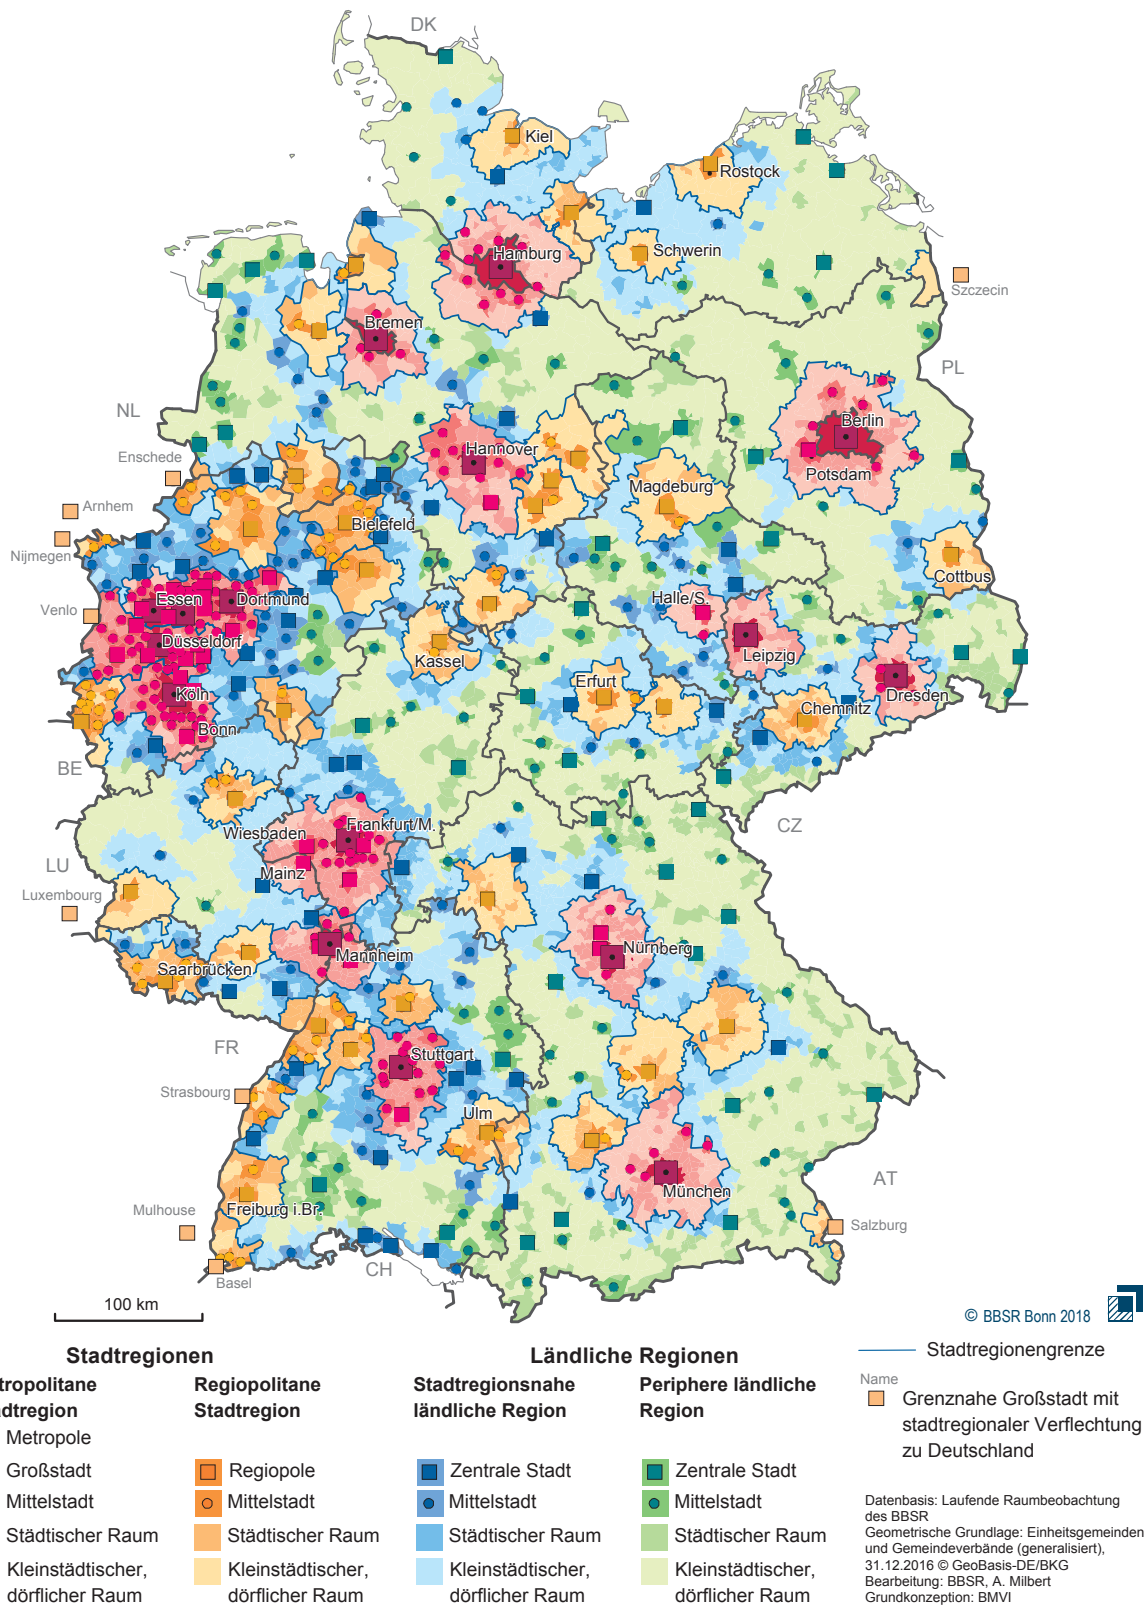 DK
Kiel
Rostock
Hamburg
Schwerin
Szczecin
Bremen
PL
NL
Berlin
Hannover
Enschede
Potsdam
Magdeburg
Arnhem
Bielefeld
Nijmegen
Cottbus
Essen
Dortmund
Halle/S.
Venlo
Düsseldorf
Leipzig
Kassel
Erfurt
Köln
Dresden
Chemnitz
Bonn
BE
Frankfurt/M.
CZ
Wiesbaden
LU
Mainz
Luxembourg
Nürnberg
Mannheim
Saarbrücken
FR
Stuttgart
Strasbourg
Ulm
AT
München
Mulhouse
Freiburg i.Br.
Salzburg
CH
Basel
100 km
© BBSR Bonn 2018
Stadtregionen
tropolitane
dtregion
Metropole
Großstadt
Mittelstadt
Städtischer Raum
Kleinstädtischer,
dörflicher Raum
Regiopolitane
Stadtregion
Regiopole
Mittelstadt
Städtischer Raum
Kleinstädtischer,
dörflicher Raum
Ländliche Regionen
Stadtregionsnahe
ländliche Region
Zentrale Stadt
Mittelstadt
Städtischer Raum
Kleinstädtischer,
dörflicher Raum
Periphere ländliche
Region
Zentrale Stadt
Mittelstadt
Städtischer Raum
Kleinstädtischer,
dörflicher Raum
Stadtregionengrenze
Name
Grenznahe Großstadt mit
stadtregionaler Verflechtung
zu Deutschland
Datenbasis: Laufende Raumbeobachtung
des BBSR
Geometrische Grundlage: Einheitsgemeinden
und Gemeindeverbände (generalisiert),
31.12.2016 © GeoBasis-DE/BKG
Bearbeitung: BBSR, A. Milbert
Grundkonzeption: BMVI